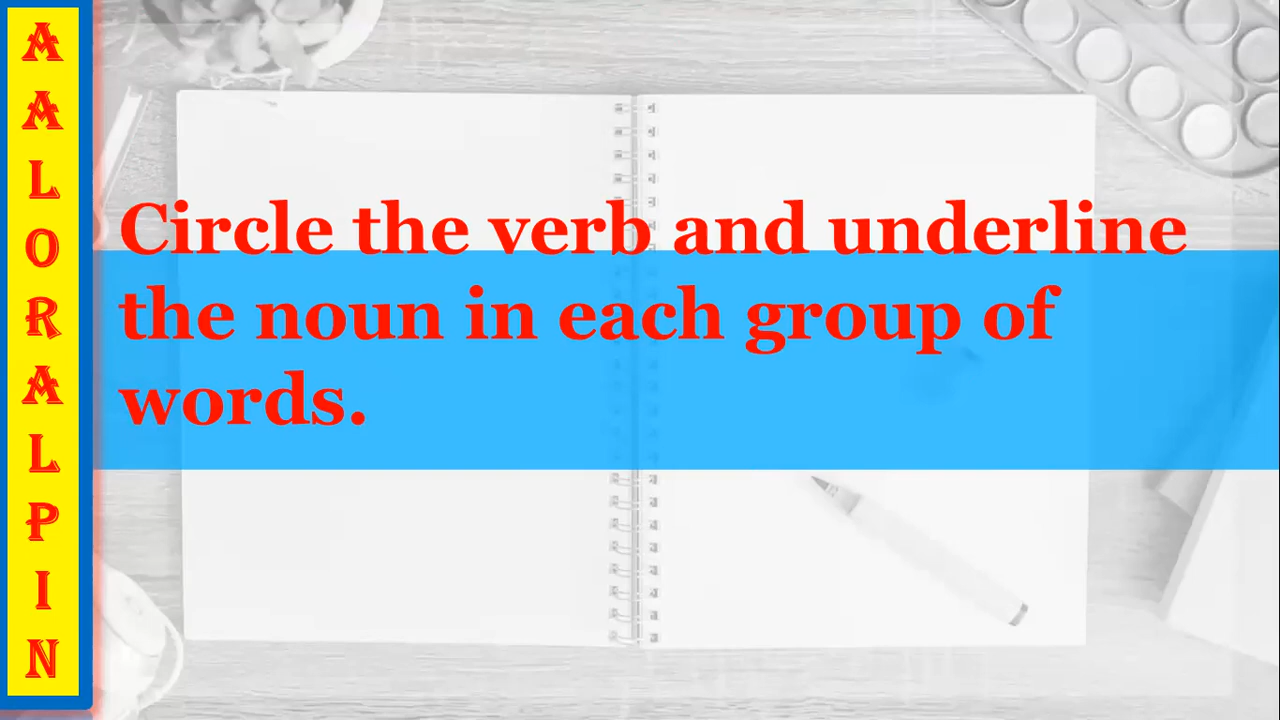 AALORALPIN
Circle the verb and underline
the noun in each group of
words.